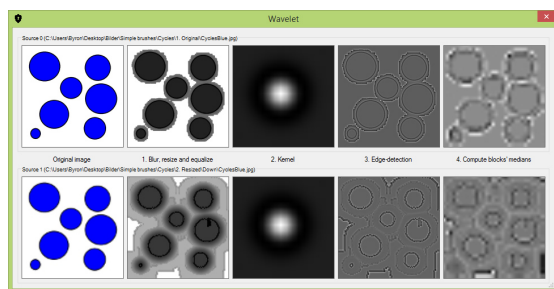 Wavelet
Source 0 (C:\Users\Byron\Desktop\Bilder\Simple brushes\Cycles\1. Original\CyclesBlue.jpg)
Original image
1. Blur, resize and equalize
2. Kernel
3. Edge-detection
4. Compute blocks' medians
Source 1 (C:\Users\Byron\Desktop\Bilder\Simple brushes\Cycles\2. Resized\Down\CyclesBlue.jpg)